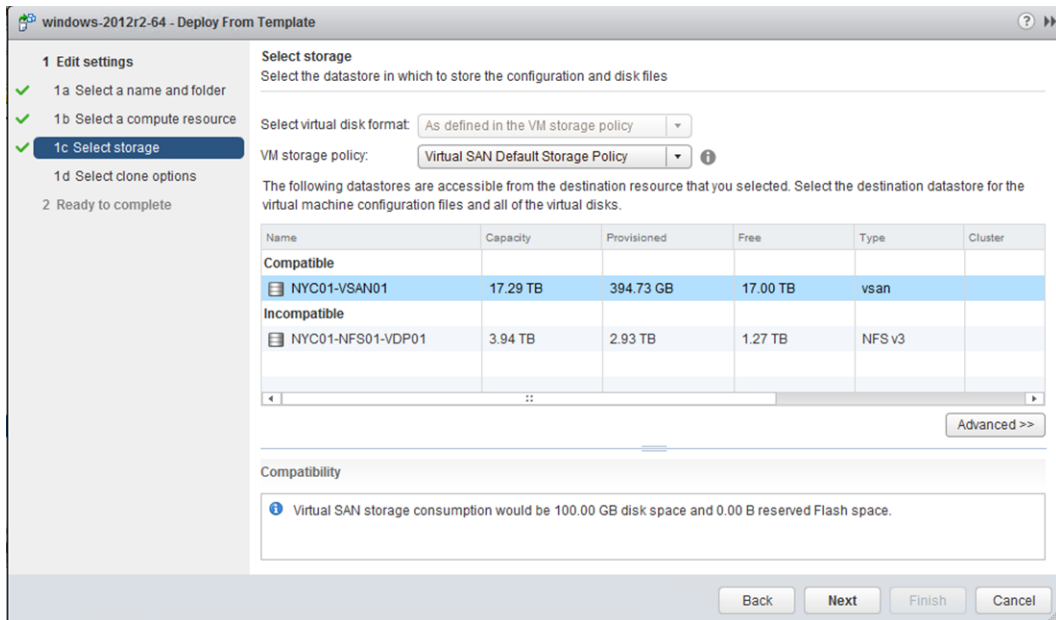 windows-2012r2-64 - Deploy From Template
1 Edit settings
1a Select a name and folder
1b Select a compute resource
1c Select storage
1d Select clone options
2 Ready to complete
Select storage
Select the datastore in which to store the configuration and disk files
Select virtual disk format: As defined in the VM storage policy
VM storage policy: Virtual SAN Default Storage Policy
The following datastores are accessible from the destination resource that you selected. Select the destination datastore for the
virtual machine configuration files and all of the virtual disks.
Name Capacity Provisioned Free Type Cluster
Compatible
NYC01-VSAN01 17.29 TB 394.73 GB 17.00 TB vsan
Incompatible
NYC01-NFS01-VDP01 3.94 TB 2.93 TB 1.27 TB NFS v3
Advanced >>
Compatibility
Virtual SAN storage consumption would be 100.00 GB disk space and 0.00 B reserved Flash space.
Back Next Finish Cancel